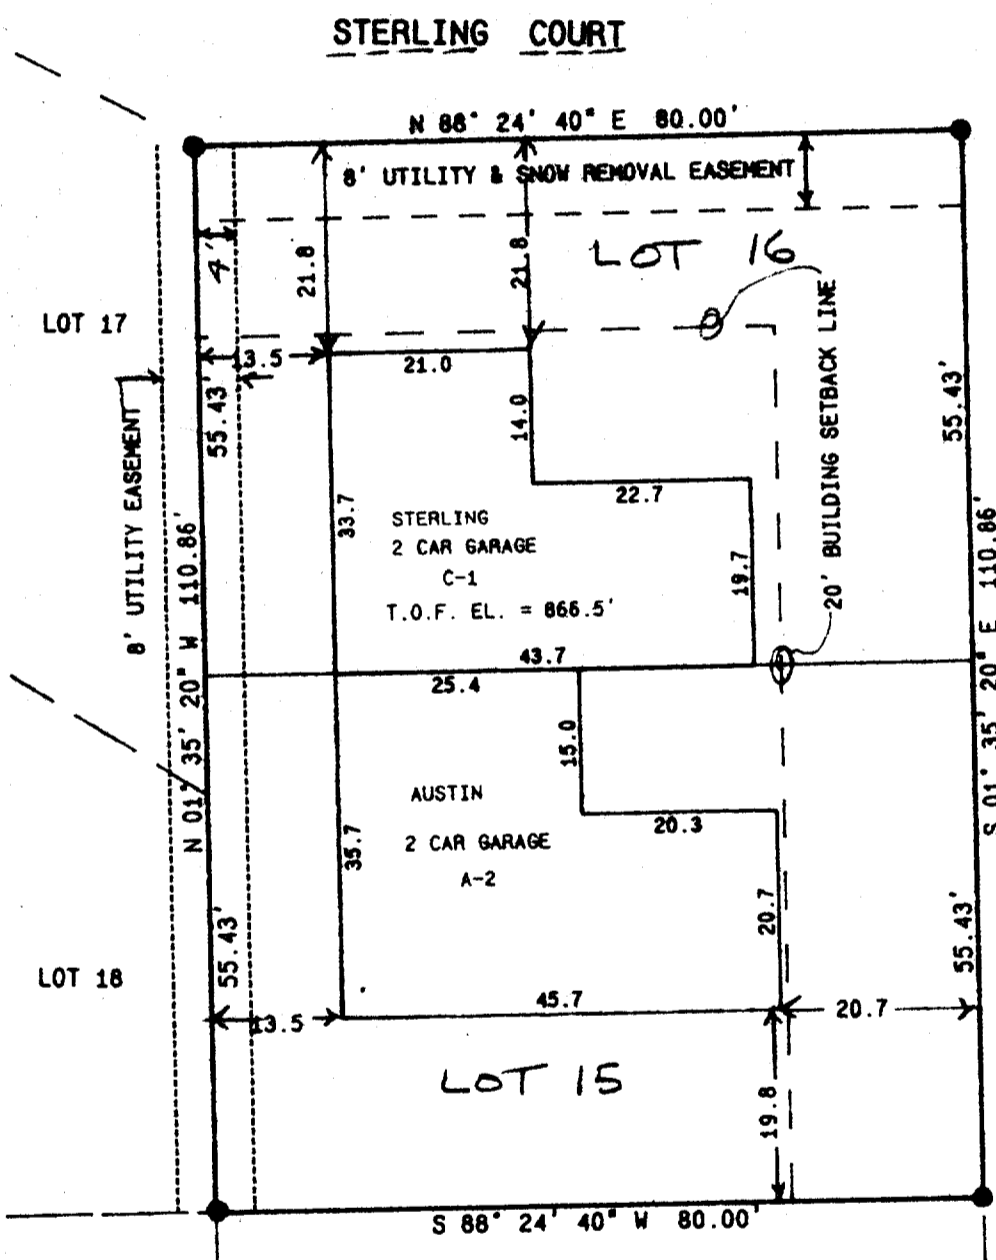 STERLING COURT
N 88° 24' 40" E 80.00'
8' UTILITY & SNOW REMOVAL EASEMENT
4'
21.8
21.8
LOT 16
LOT 17
13.5
21.0
55.43'
14.0
20' BUILDING SETBACK LINE
55.43'
8' UTILITY EASEMENT
22.7
33.7
STERLING
2 CAR GARAGE
C-1
T.O.F. EL. = 866.5'
19.7
N 01° 35' 20" W 110.86'
S 01° 35' 20" E 110.86'
43.7
25.4
15.0
AUSTIN
20.3
2 CAR GARAGE
A-2
35.7
20.7
55.43'
55.43'
LOT 18
45.7
13.5
20.7
LOT 15
19.8
S 88° 24' 40" W 80.00'